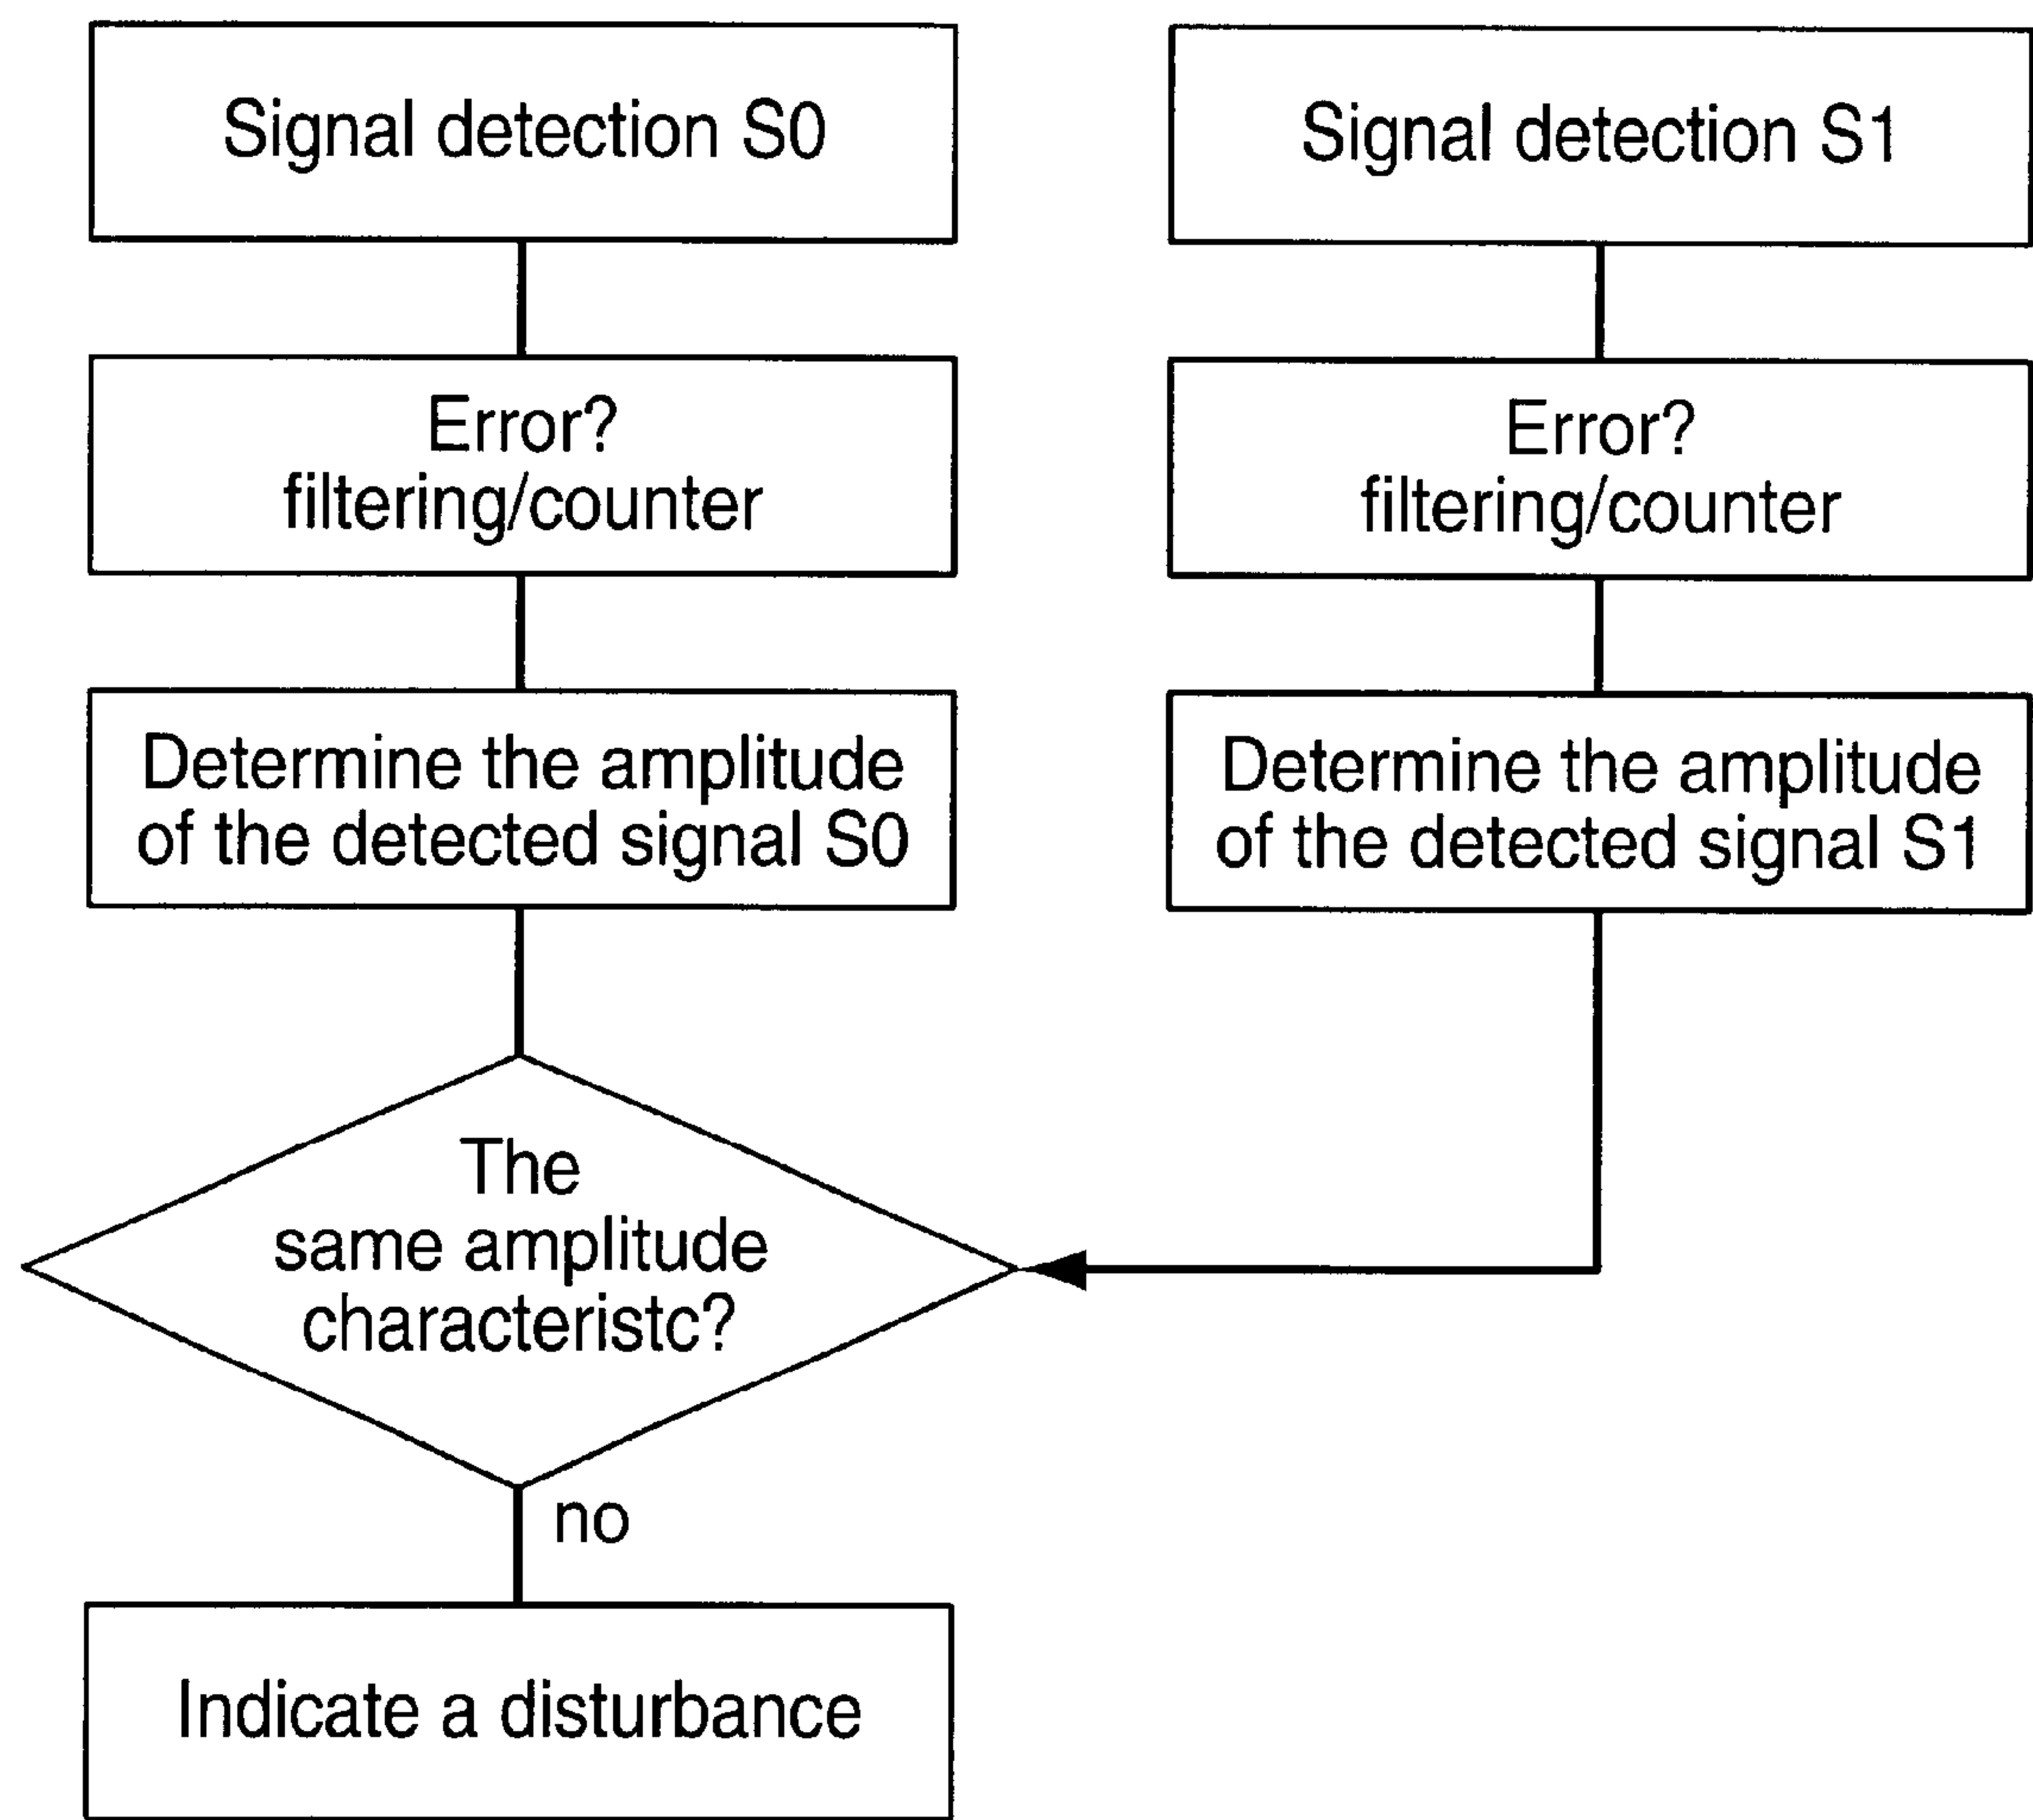 Signal detection S0
Signal detection S1
Error?
filtering/counter
Error?
filtering/counter
Determine the amplitude
of the detected signal S0
Determine the amplitude
of the detected signal S1
The
same amplitude
characteristc?
no
Indicate a disturbance